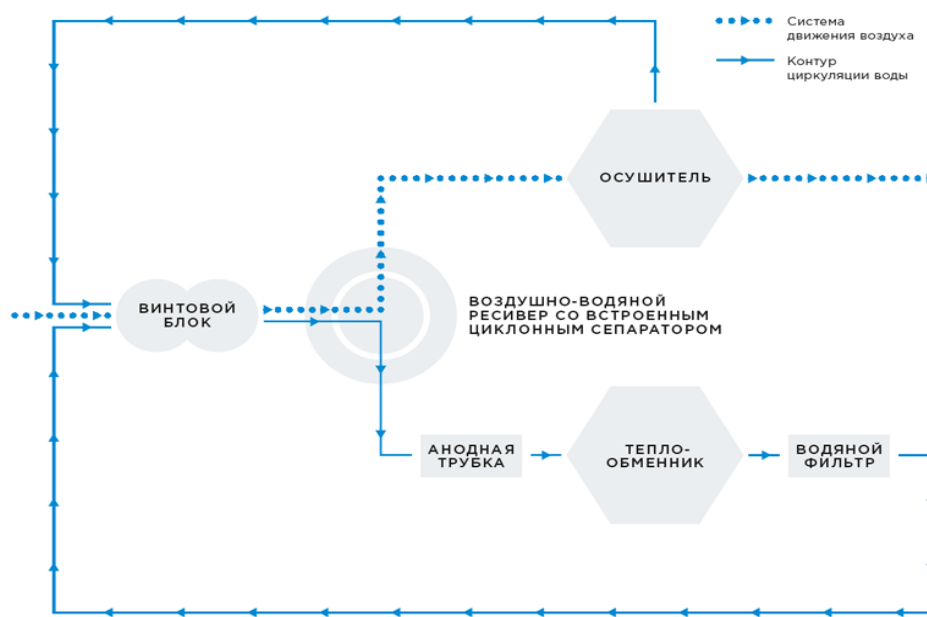 Система
движения воздуха
Контур
циркуляции воды
ОСУШИТЕЛЬ
ВИНТОВОЙ
БЛОК
ВОЗДУШНО-ВОДЯНОЙ
РЕСИВЕР СО ВСТРОЕННЫМ
ЦИКЛОННЫМ СЕПАРАТОРОМ
АНОДНАЯ
ТРУБКА
ТЕПЛО-
ОБМЕННИК
ВОДЯНОЙ
ФИЛЬТР